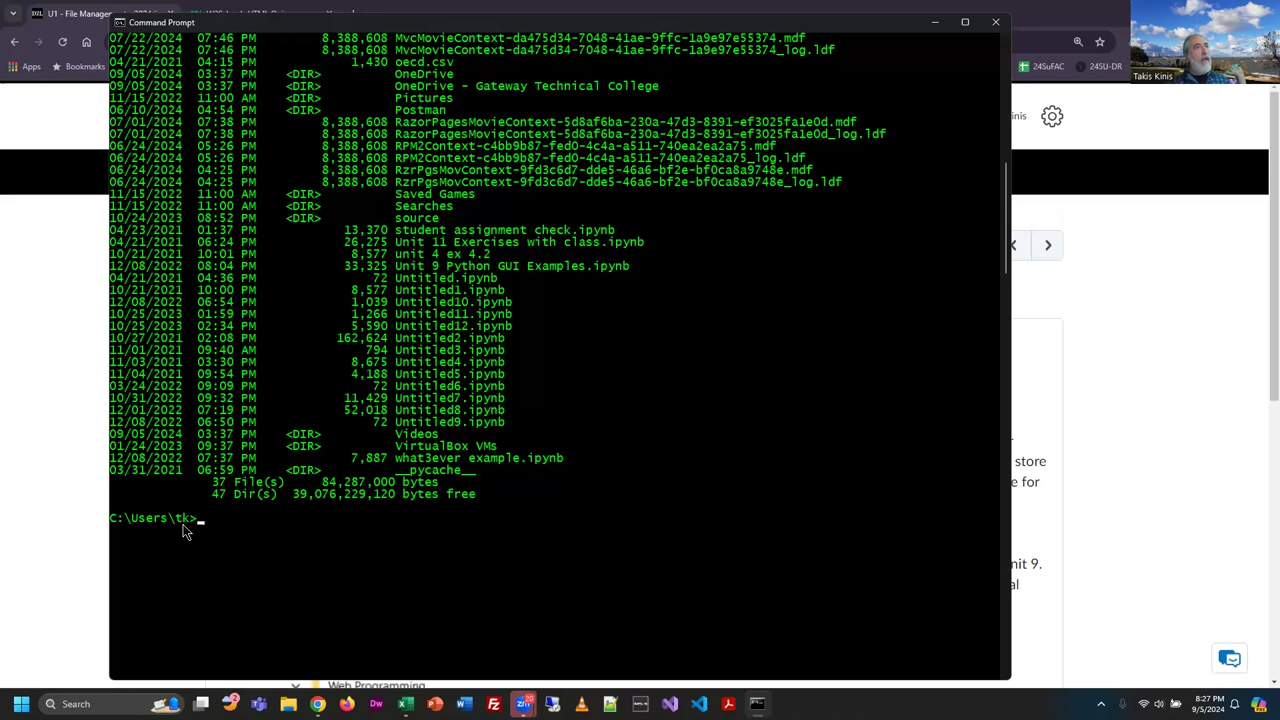 U1 - File Management 2024
Command Prompt
Apps
Bookmarks
24SuFAC
24SU-DR
Takis Kinis
inis
07/22/2024 07:46 PM 8,388,608 MvcMovieContext-da475d34-7048-41ae-9ffc-1a9e97e55374.mdf
07/22/2024 07:46 PM 8,388,608 MvcMovieContext-da475d34-7048-41ae-9ffc-1a9e97e55374_log.ldf
04/21/2021 04:15 PM 1,430 oecd.csv
09/05/2024 03:37 PM <DIR> OneDrive
09/05/2024 03:37 PM <DIR> OneDrive - Gateway Technical College
11/15/2022 11:00 AM <DIR> Pictures
06/10/2024 04:54 PM <DIR> Postman
07/01/2024 07:38 PM 8,388,608 RazorPagesMovieContext-5d8af6ba-230a-47d3-8391-ef3025fa1e0d.mdf
07/01/2024 07:38 PM 8,388,608 RazorPagesMovieContext-5d8af6ba-230a-47d3-8391-ef3025fa1e0d_log.ldf
06/24/2024 05:26 PM 8,388,608 RPM2Context-c4bb9b87-fed0-4c4a-a511-740ea2ea2a75.mdf
06/24/2024 05:26 PM 8,388,608 RPM2Context-c4bb9b87-fed0-4c4a-a511-740ea2ea2a75_log.ldf
06/24/2024 04:25 PM 8,388,608 RzrPgsMovContext-9fd3c6d7-dde5-46a6-bf2e-bf0ca8a9748e.mdf
06/24/2024 04:25 PM 8,388,608 RzrPgsMovContext-9fd3c6d7-dde5-46a6-bf2e-bf0ca8a9748e_log.ldf
11/15/2022 11:00 AM <DIR> Saved Games
11/15/2022 11:00 AM <DIR> Searches
10/24/2023 08:52 PM <DIR> source
04/23/2021 01:37 PM 13,370 student assignment check.ipynb
04/21/2021 06:24 PM 26,275 Unit 11 Exercises with class.ipynb
10/21/2021 10:01 PM 8,577 unit 4 ex 4.2
12/08/2022 08:04 PM 33,325 Unit 9 Python GUI Examples.ipynb
04/21/2021 04:36 PM 72 Untitled.ipynb
10/21/2021 10:00 PM 8,577 Untitled1.ipynb
12/08/2022 06:54 PM 1,039 Untitled10.ipynb
10/25/2023 01:59 PM 1,266 Untitled11.ipynb
10/25/2023 02:34 PM 5,590 Untitled12.ipynb
10/27/2021 02:08 PM 162,624 Untitled2.ipynb
11/01/2021 09:40 AM 794 Untitled3.ipynb
11/03/2021 03:30 PM 8,675 Untitled4.ipynb
11/04/2021 09:54 PM 4,188 Untitled5.ipynb
03/24/2022 09:09 PM 72 Untitled6.ipynb
10/31/2022 09:32 PM 11,429 Untitled7.ipynb
12/01/2022 07:19 PM 52,018 Untitled8.ipynb
12/08/2022 06:50 PM 72 Untitled9.ipynb
09/05/2024 03:37 PM <DIR> Videos
01/24/2023 09:37 PM <DIR> VirtualBox VMs
12/08/2022 07:37 PM 7,887 what3ever example.ipynb
03/31/2021 06:59 PM <DIR> __pycache__
37 File(s) 84,287,000 bytes
47 Dir(s) 39,076,229,120 bytes free
C:\Users\tk>
store
e for
nit 9.
al
Web Programming
Search
8:27 PM
9/5/2024